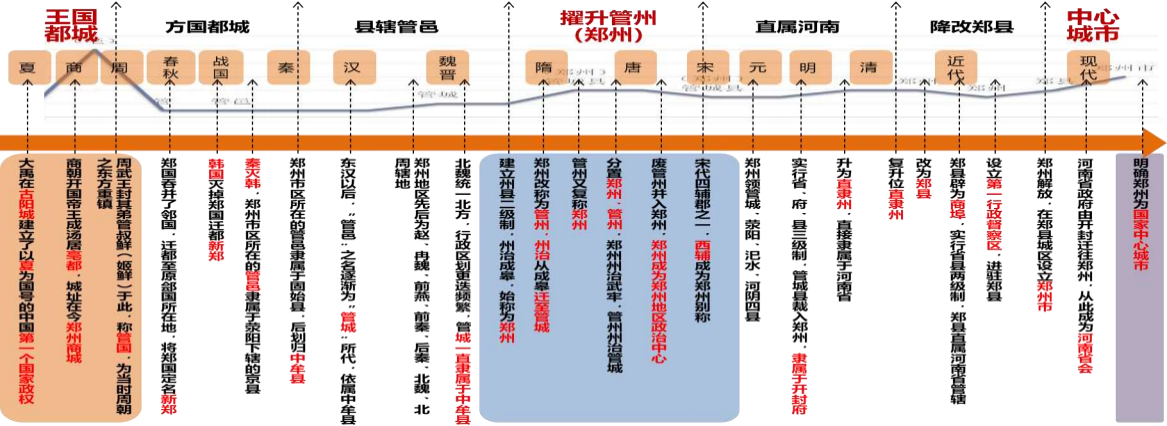 王国
都城
方国都城
县辖管邑
擢升管州
(郑州)
直属河南
降改郑县
中心
城市
夏
商
周
春秋
战国
秦
汉
魏晋
隋
唐
宋
元
明
清
近代
现代
管城
郑州
郑州市
大禹在古阳城建立了以夏为国号的中国第一个国家政权
商朝开国帝王成汤居亳都，城址在今郑州商城
周武王封其弟管叔鲜（姬鲜）于此，称管国，为当时周朝
之东方重镇
郑国吞并了邻国，迁都至原郐国所在地，将郑国定名新郑
韩国灭掉郑国迁都新郑
秦灭韩，郑州市区所在的管邑隶属于荥阳下辖的京县
郑州市区所在的管邑隶属于固始县，后划归中牟县
东汉以后，“管邑”之名逐渐为“管城”所代，依属中牟县
郑州地区先后为赵、冉魏、前燕、前秦、后秦、北魏、北
周辖地
北魏统一北方，行政区划更迭频繁，管城一直隶属于中牟县
建立州县二级制，州治成皋，始称为郑州
郑州改称为管州，州治从成皋迁至管城
管州又复称郑州
分置郑州、管州，郑州州治武牢，管州州治管城
废管州并入郑州，郑州成为郑州地区政治中心
宋代四辅郡之一，西辅成为郑州别称
郑州领管城、荥阳、汜水、河阴四县
实行省、府、县三级制，管城县裁入郑州，隶属于开封府
升为直隶州，直接隶属于河南省
复升位直隶州
改为郑县
郑县辟为商埠，实行省县两级制，郑县直属河南省管辖
设立第一行政督察区，进驻郑县
郑州解放，在郑县城区设立郑州市
河南省政府由开封迁往郑州，从此成为河南省会
明确郑州为国家中心城市